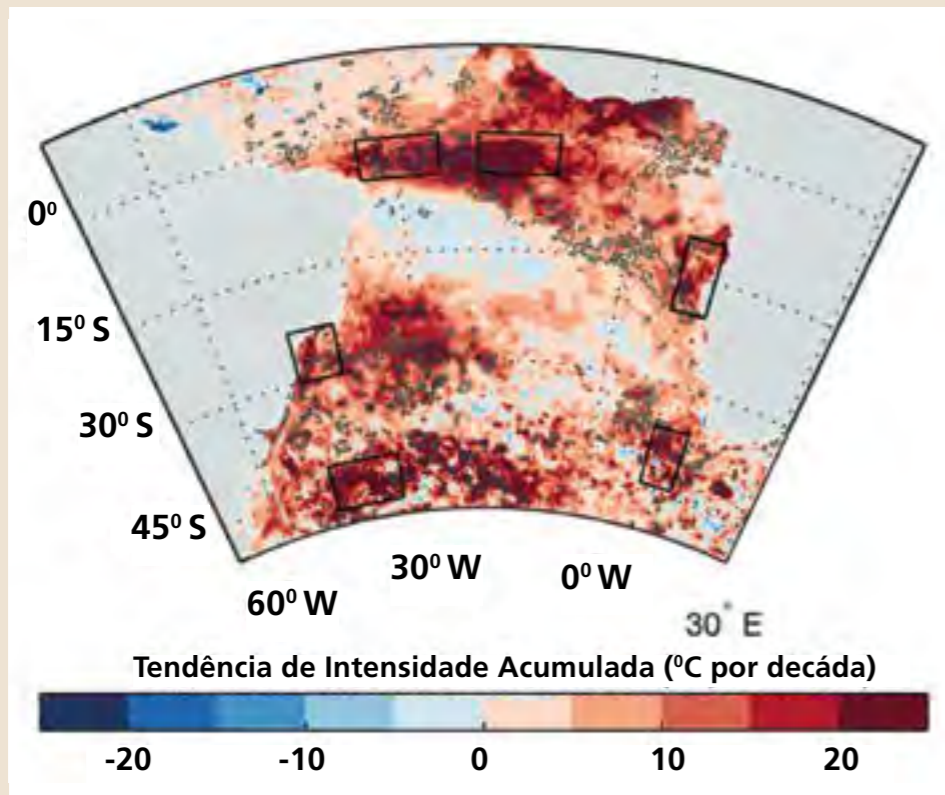 0⁰
15⁰ S
30⁰ S
45⁰ S
60⁰ W
30⁰ W
0⁰ W
30° E
Tendência de Intensidade Acumulada (⁰C por decáda)
-20 -10 0 10 20